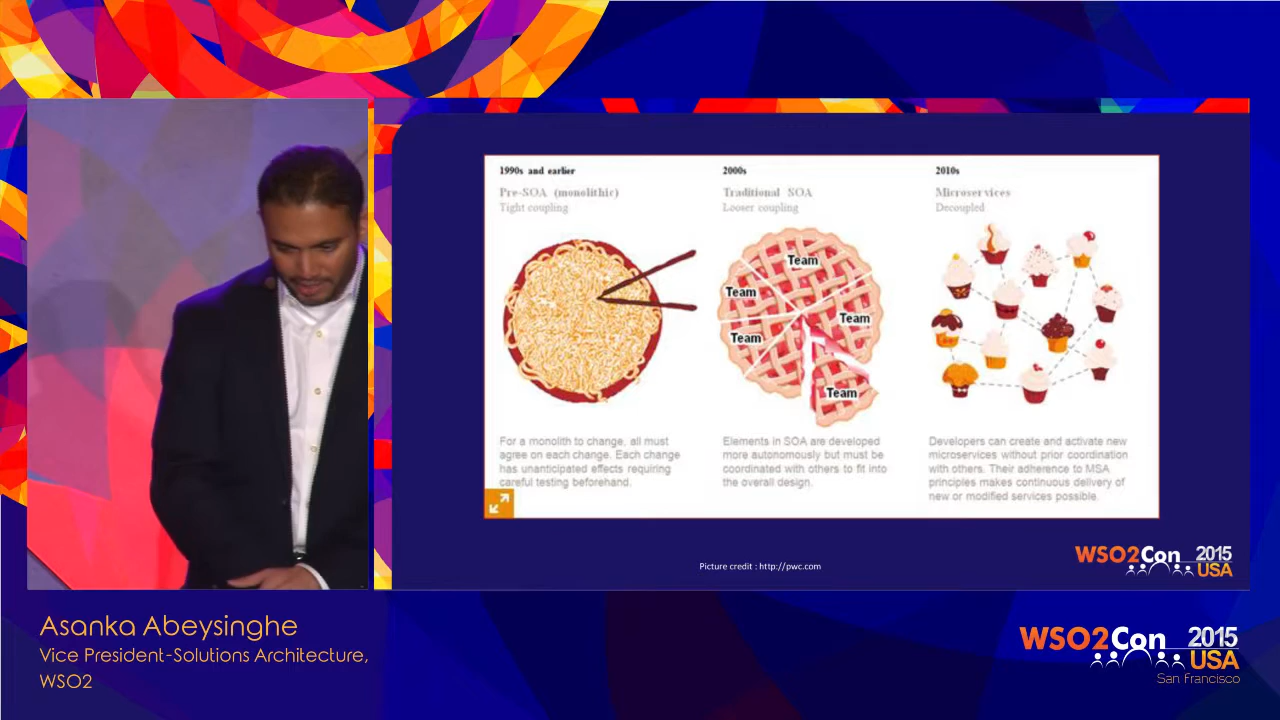 1990s and earlier
Pre-SOA (monolithic)
Tight coupling
For a monolith to change, all must
agree on each change. Each change
has unanticipated effects requiring
careful testing beforehand.
2000s
Traditional SOA
Looser coupling
Team
Team
Team
Team
Team
Elements in SOA are developed
more autonomously but must be
coordinated with others to fit into
the overall design.
2010s
Microservices
Decoupled
Developers can create and activate new
microservices without prior coordination
with others. Their adherence to MSA
principles makes continuous delivery of
new or modified services possible.
Picture credit : http://pwc.com
WSO2Con 2015
USA
Asanka Abeysinghe
Vice President-Solutions Architecture,
WSO2
WSO2Con 2015
USA
San Francisco